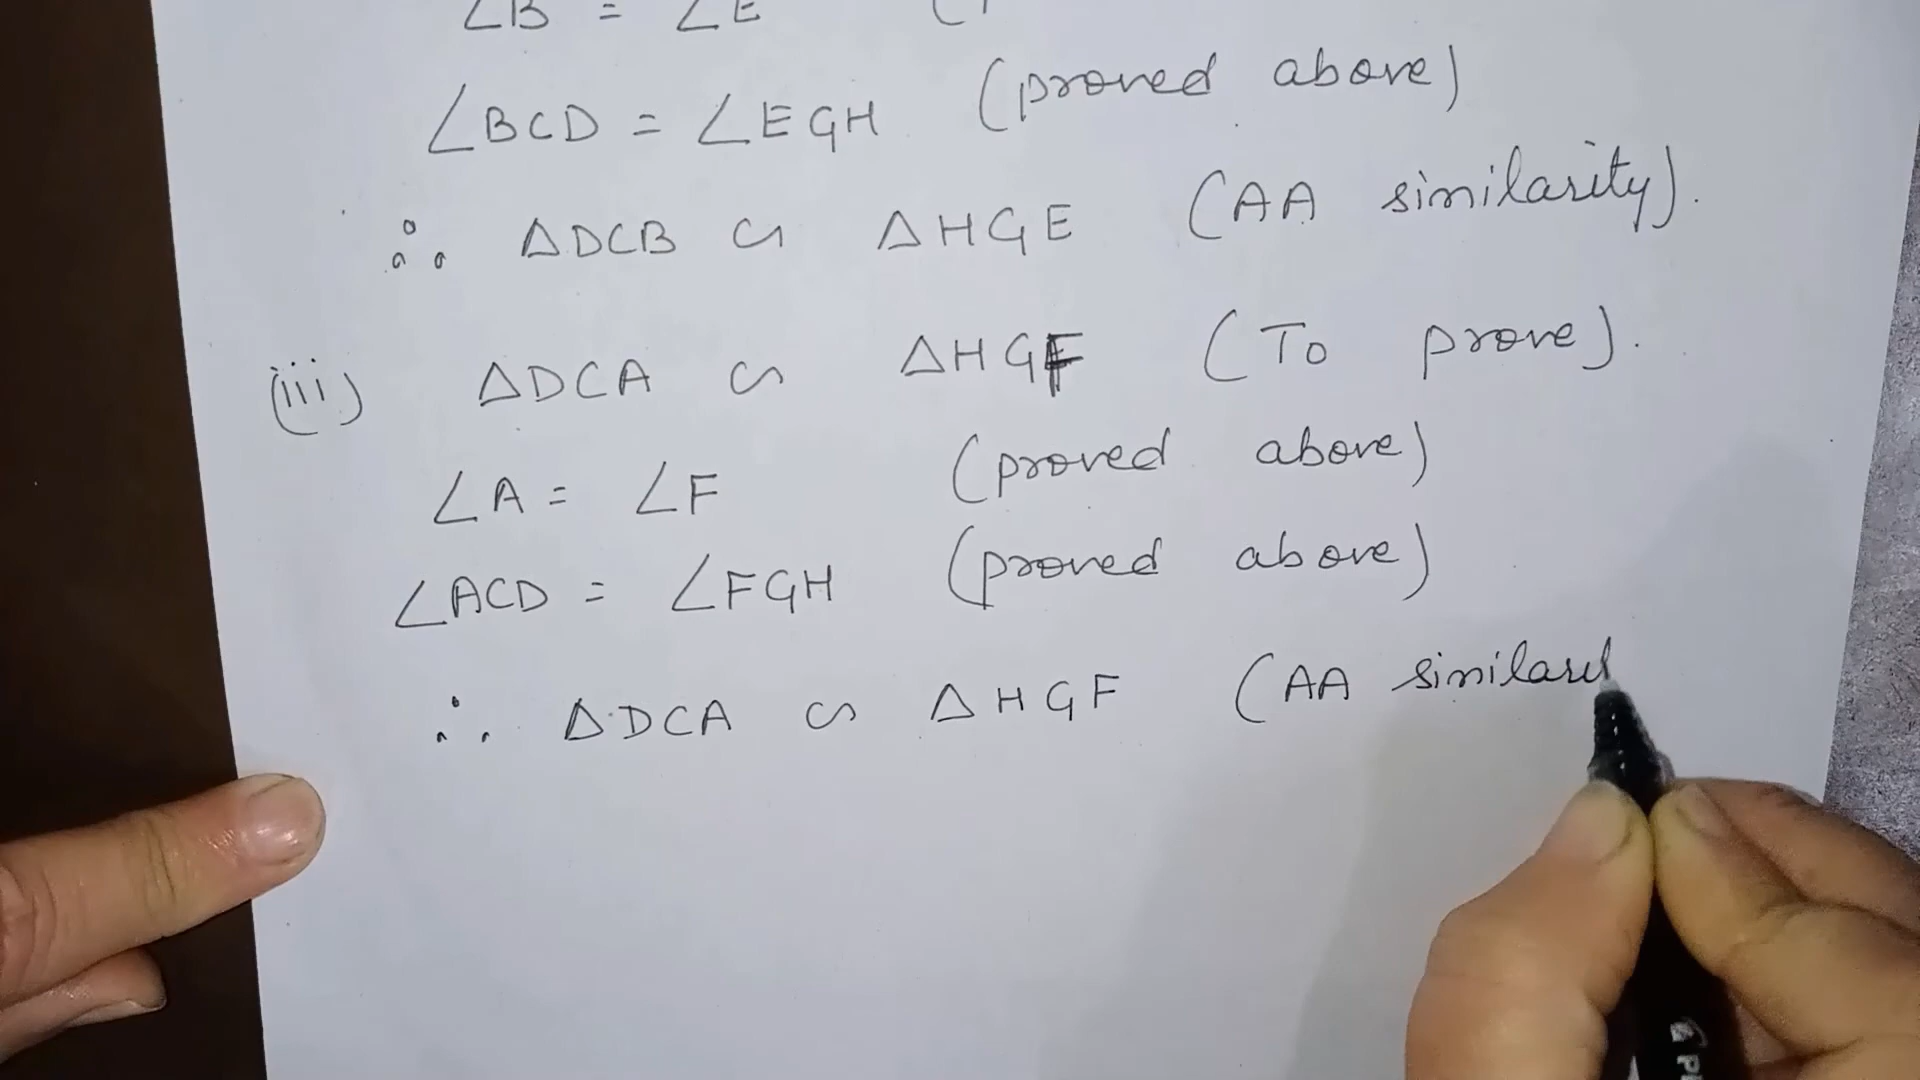 ∠B = ∠E (
∠BCD = ∠EGH (proved above)
∴ ΔDCB ∽ ΔHGE (AA similarity).
(iii) ΔDCA ∽ ΔHGF (To prove).
∠A = ∠F (proved above)
∠ACD = ∠FGH (proved above)
∴ ΔDCA ∽ ΔHGF (AA similari